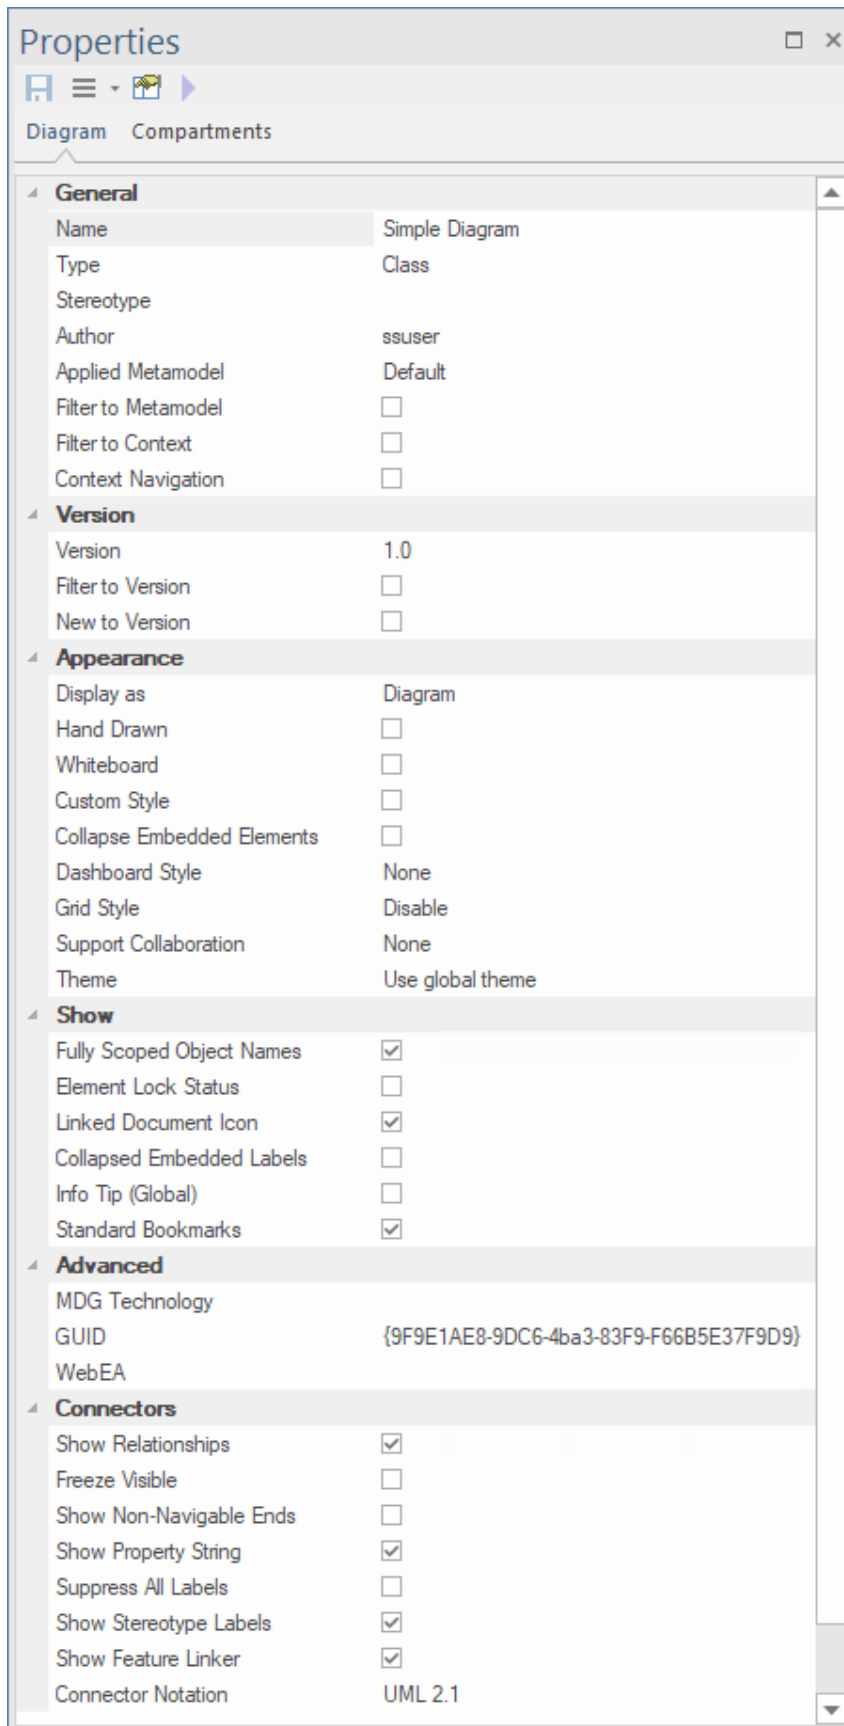 Properties
Diagram Compartments
General
Name Simple Diagram
Type Class
Stereotype
Author ssuser
Applied Metamodel Default
Filter to Metamodel
Filter to Context
Context Navigation
Version
Version 1.0
Filter to Version
New to Version
Appearance
Display as Diagram
Hand Drawn
Whiteboard
Custom Style
Collapse Embedded Elements
Dashboard Style None
Grid Style Disable
Support Collaboration None
Theme Use global theme
Show
Fully Scoped Object Names
Element Lock Status
Linked Document Icon
Collapsed Embedded Labels
Info Tip (Global)
Standard Bookmarks
Advanced
MDG Technology
GUID {9F9E1AE8-9DC6-4ba3-83F9-F66B5E37F9D9}
WebEA
Connectors
Show Relationships
Freeze Visible
Show Non-Navigable Ends
Show Property String
Suppress All Labels
Show Stereotype Labels
Show Feature Linker
Connector Notation UML 2.1